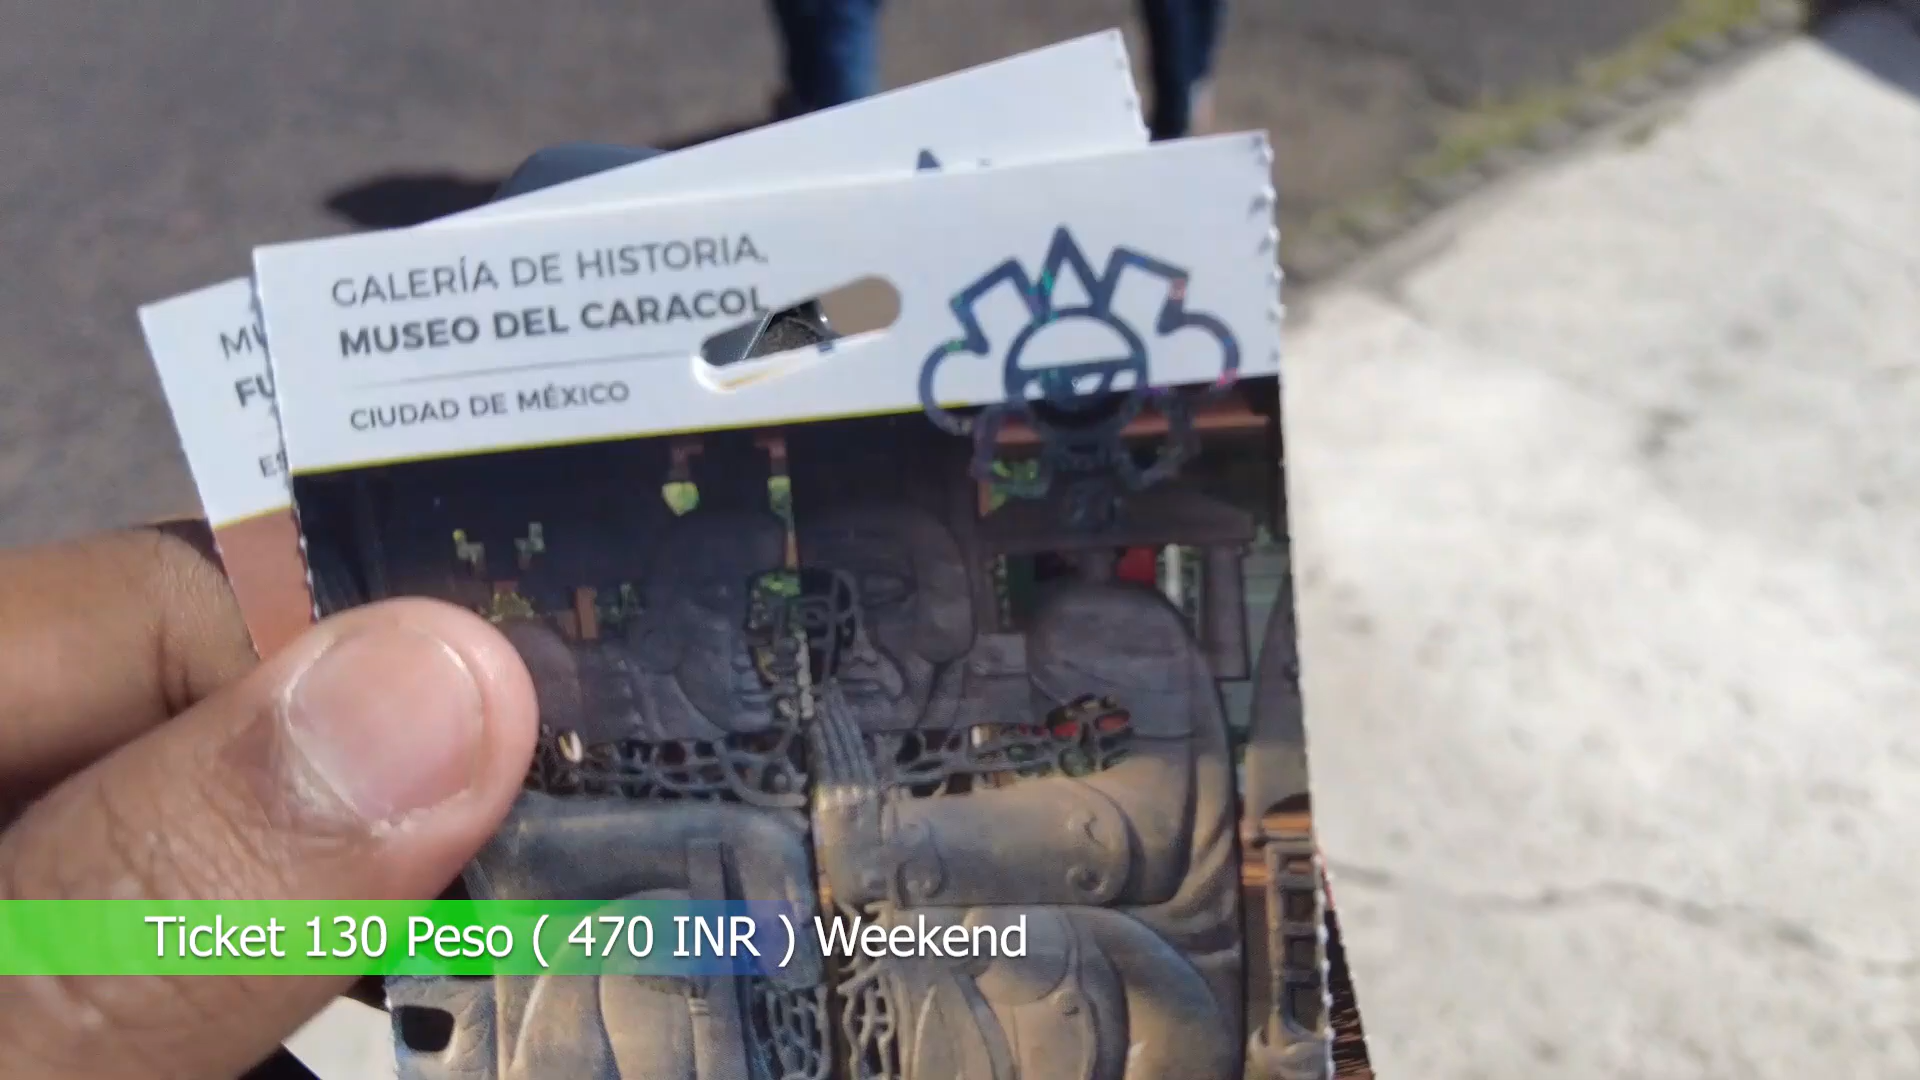 GALERÍA DE HISTORIA,
MUSEO DEL CARACOL
CIUDAD DE MÉXICO
Ticket 130 Peso ( 470 INR ) Weekend